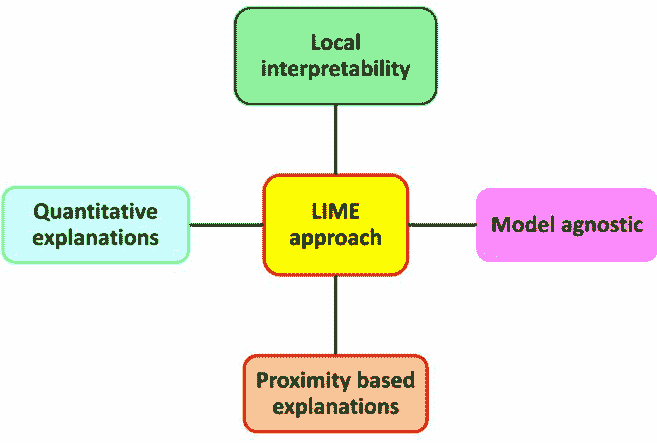 Local
interpretability
Quantitative
explanations
LIME
approach
Model agnostic
Proximity based
explanations